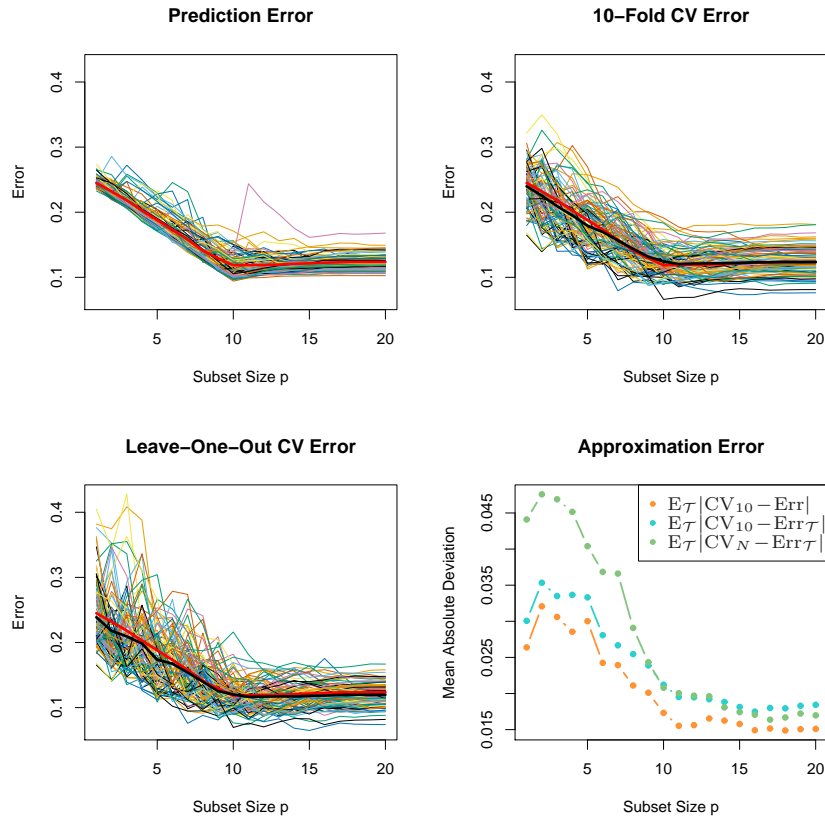 Prediction Error
Error
0.1 0.2 0.3 0.4
5 10 15 20
Subset Size p
10−Fold CV Error
Error
0.1 0.2 0.3 0.4
5 10 15 20
Subset Size p
Leave−One−Out CV Error
Error
0.1 0.2 0.3 0.4
5 10 15 20
Subset Size p
Approximation Error
Mean Absolute Deviation
0.015 0.025 0.035 0.045
E𝒯|CV₁₀−Err|
E𝒯|CV₁₀−Err𝒯|
E𝒯|CV_N−Err𝒯|
5 10 15 20
Subset Size p